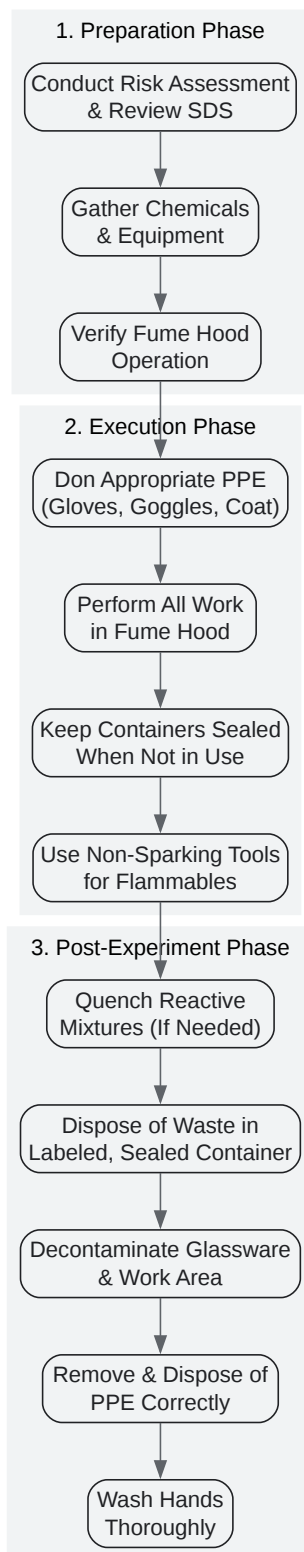 1. Preparation Phase
Conduct Risk Assessment
& Review SDS
Gather Chemicals
& Equipment
Verify Fume Hood
Operation
2. Execution Phase
Don Appropriate PPE
(Gloves, Goggles, Coat)
Perform All Work
in Fume Hood
Keep Containers Sealed
When Not in Use
Use Non-Sparking Tools
for Flammables
3. Post-Experiment Phase
Quench Reactive
Mixtures (If Needed)
Dispose of Waste in
Labeled, Sealed Container
Decontaminate Glassware
& Work Area
Remove & Dispose of
PPE Correctly
Wash Hands
Thoroughly